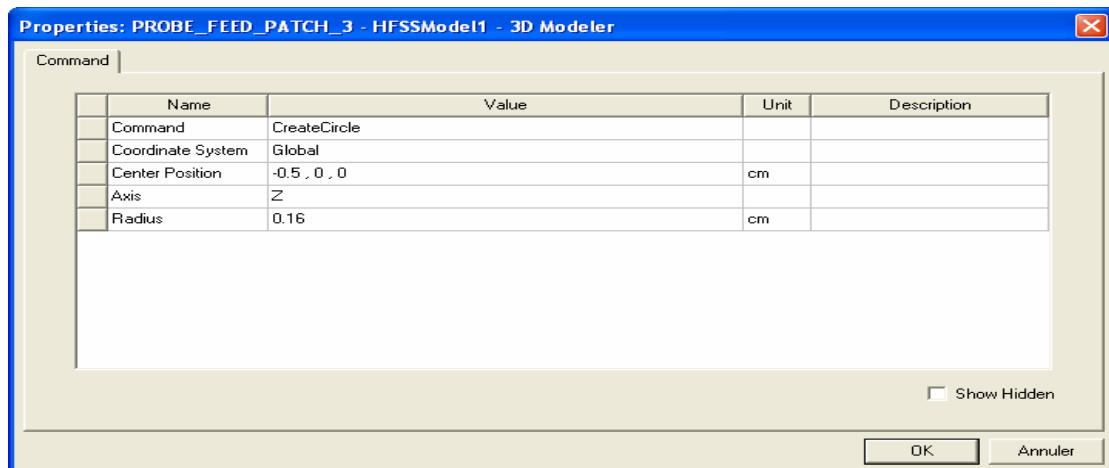 Properties: PROBE_FEED_PATCH_3 - HFSSModel1 - 3D Modeler
Command
Name Value Unit Description
Command CreateCircle
Coordinate System Global
Center Position -0.5 , 0 , 0 cm
Axis Z
Radius 0.16 cm
Show Hidden
OK Annuler